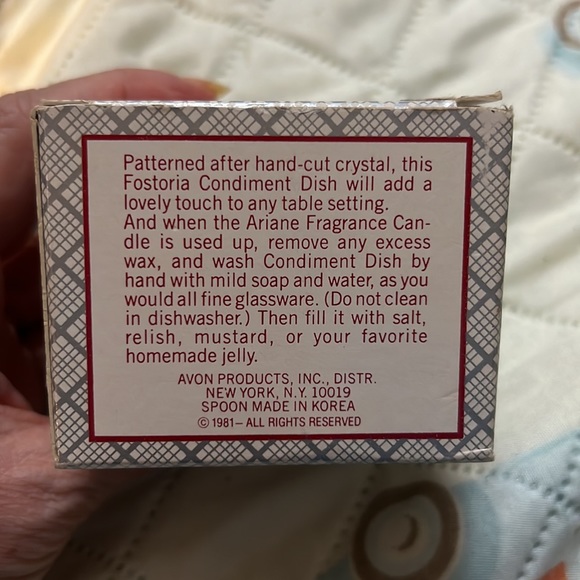 Patterned after hand-cut crystal, this
Fostoria Condiment Dish will add a
lovely touch to any table setting.
And when the Ariane Fragrance Can-
dle is used up, remove any excess
wax, and wash Condiment Dish by
hand with mild soap and water, as you
would all fine glassware. (Do not clean
in dishwasher.) Then fill it with salt,
relish, mustard, or your favorite
homemade jelly.
AVON PRODUCTS, INC., DISTR.
NEW YORK, N.Y. 10019
SPOON MADE IN KOREA
© 1981– ALL RIGHTS RESERVED